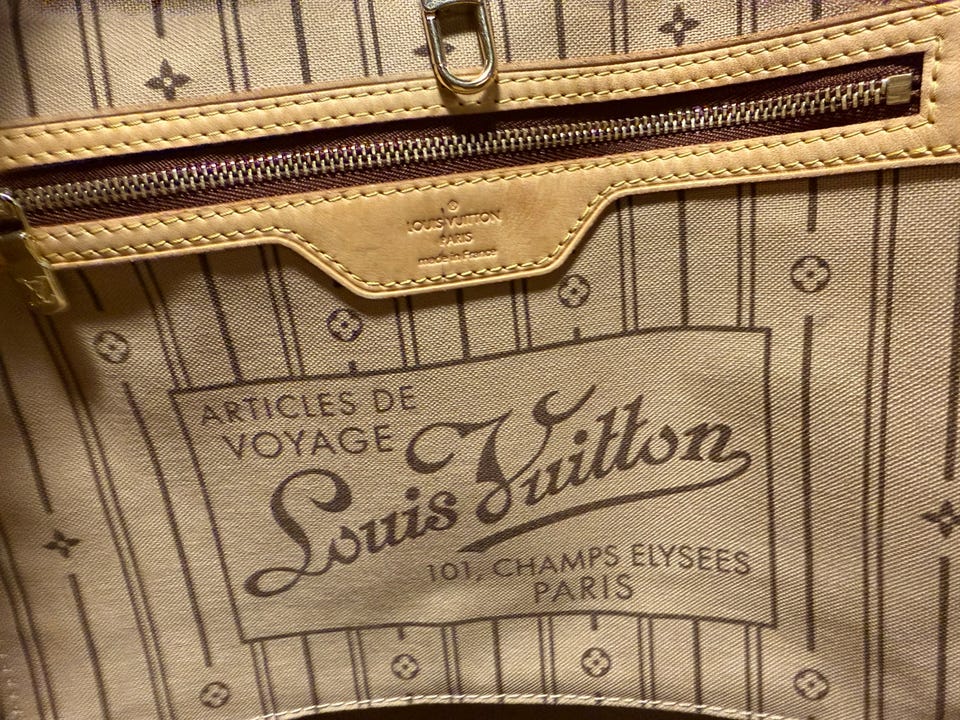 LOUIS VUITTON
PARIS
made in France
ARTICLES DE
VOYAGE
Louis Vuitton
101, CHAMPS ELYSEES
PARIS